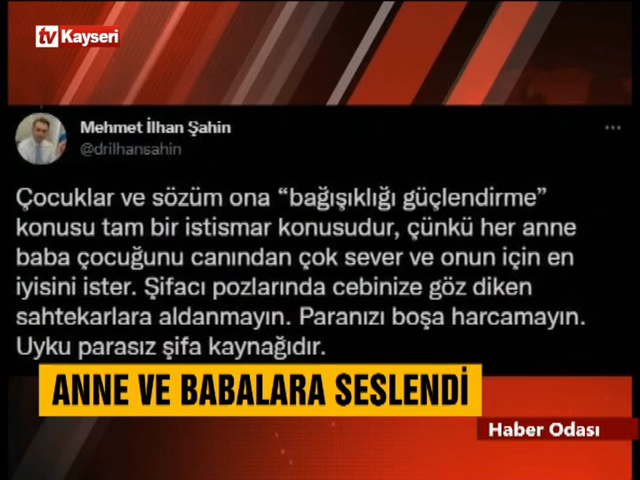 tv Kayseri
Mehmet İlhan Şahin
@drilhansahin
Çocuklar ve sözüm ona “bağışıklığı güçlendirme”
konusu tam bir istismar konusudur, çünkü her anne
baba çocuğunu canından çok sever ve onun için en
iyisini ister. Şifacı pozlarında cebinize göz diken
sahtekarlara aldanmayın. Paranızı boşa harcamayın.
Uyku parasız şifa kaynağıdır.
ANNE VE BABALARA SESLENDİ
Haber Odası